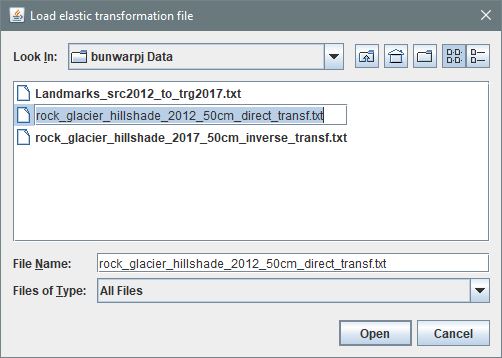 Load elastic transformation file
Look In: bunwarpj Data
Landmarks_src2012_to_trg2017.txt
rock_glacier_hillshade_2012_50cm_direct_transf.txt
rock_glacier_hillshade_2017_50cm_inverse_transf.txt
File Name: rock_glacier_hillshade_2012_50cm_direct_transf.txt
Files of Type: All Files
Open Cancel